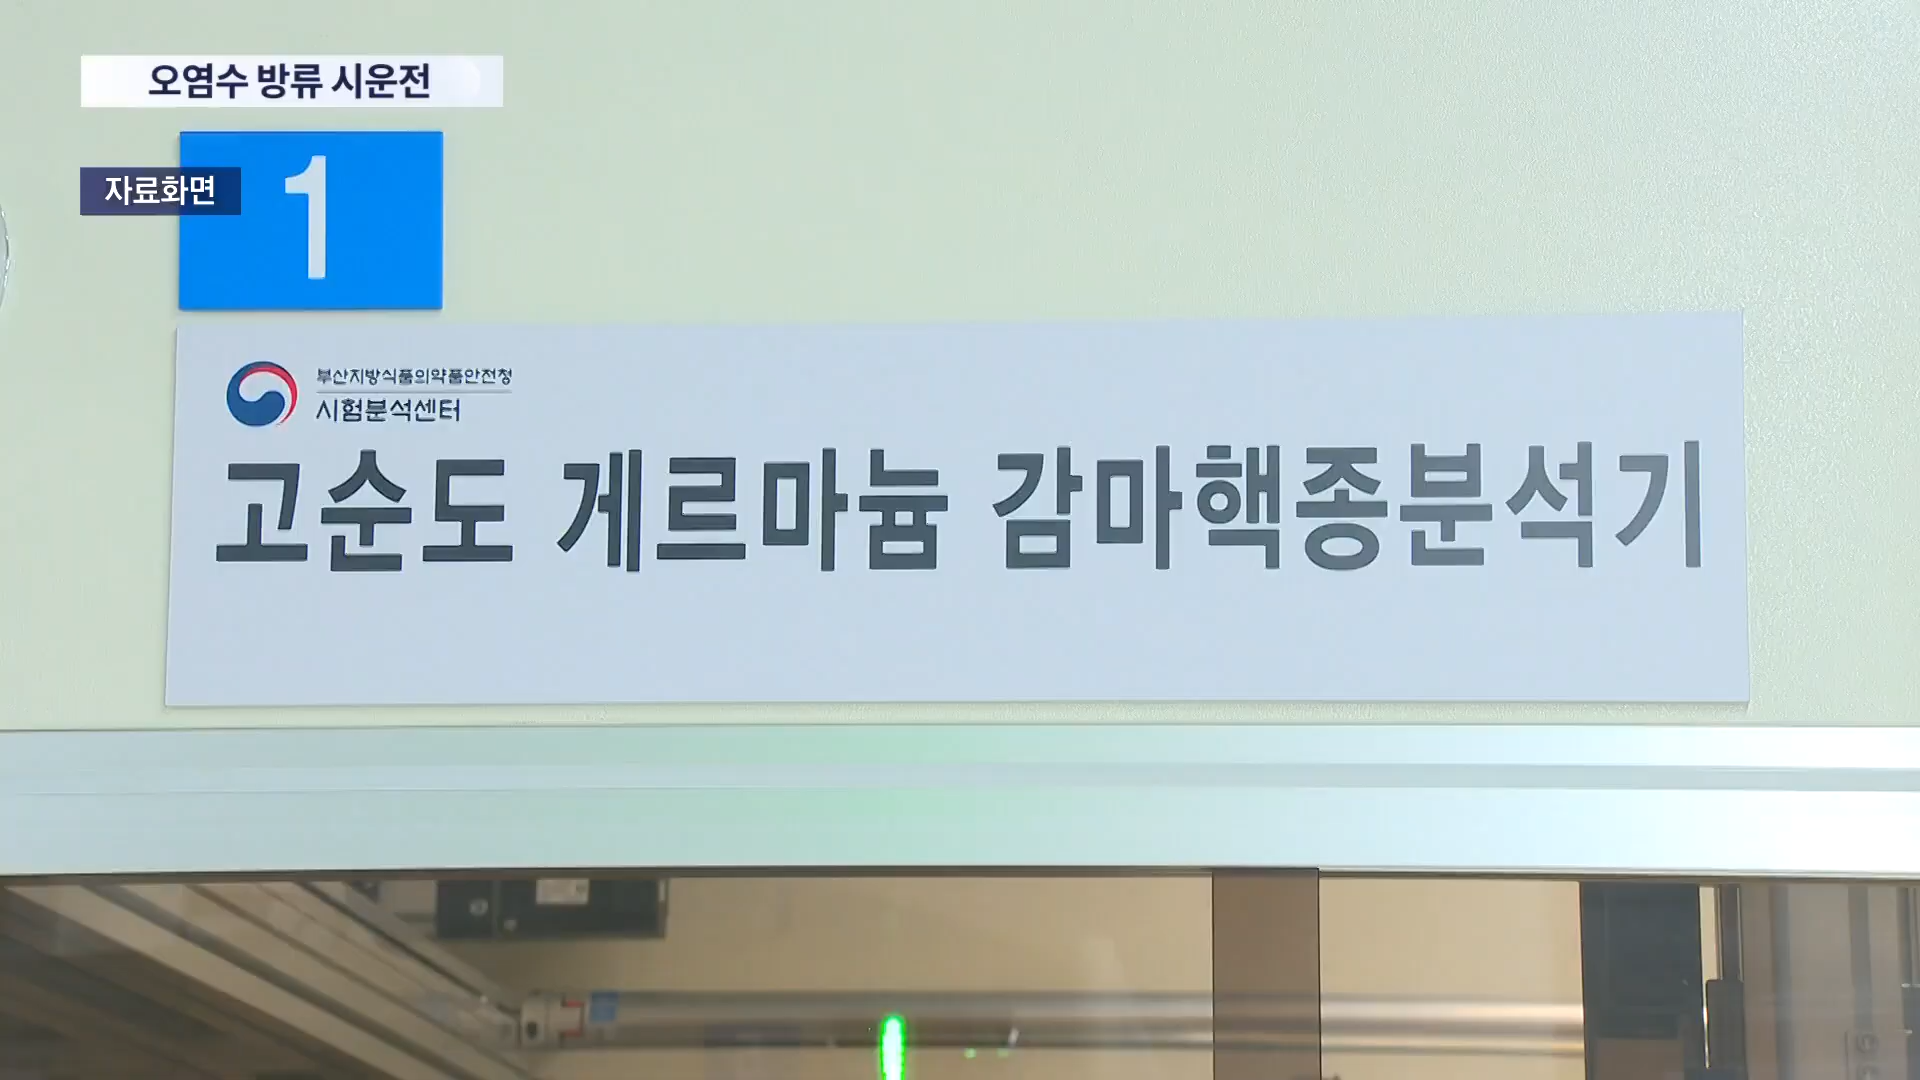 오염수 방류 시운전
자료화면
1
부산지방식품의약품안전청
시험분석센터
고순도 게르마늄 감마핵종분석기